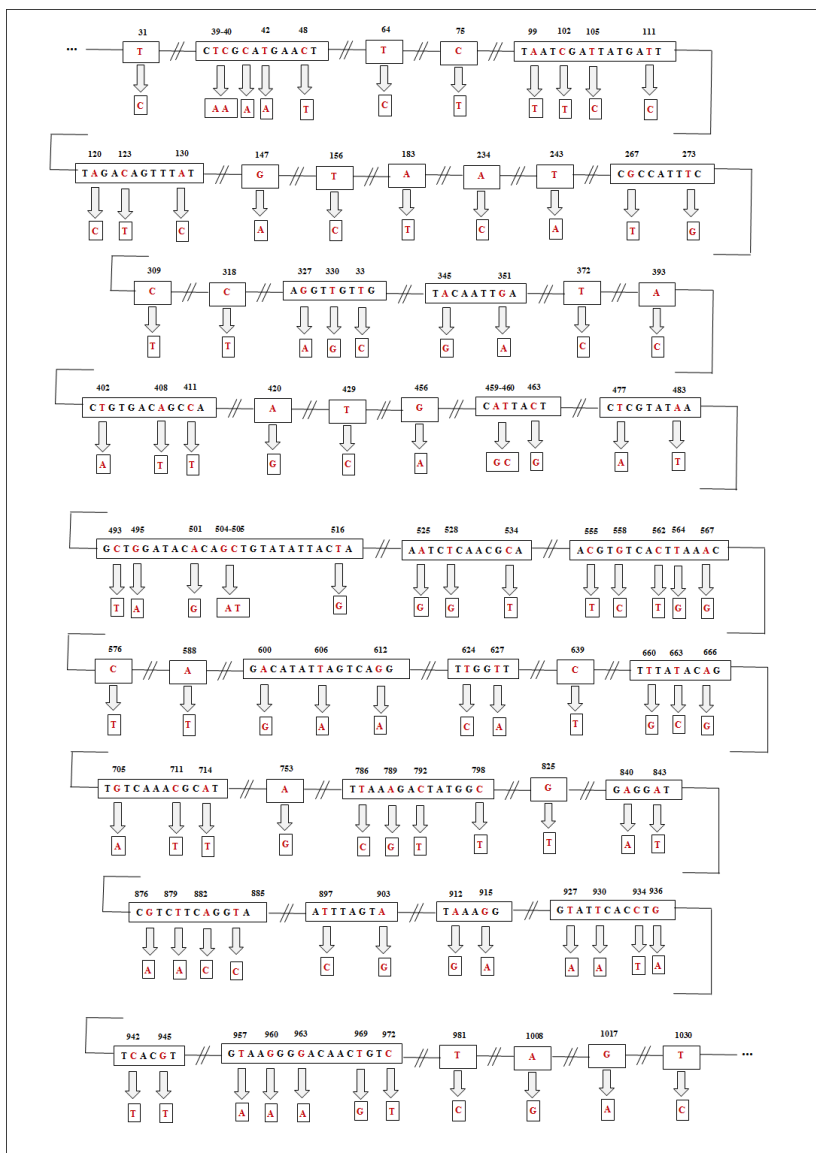 31 39-40 42 48 64 75 99 102 105 111
... T // CTCGCATGAACT // T // C // TAATCGATTATGATT
C AA A A T C T T T C C
120 123 130 147 156 183 234 243 267 273
TAGACAGTTTAT // G // T // A // A // T // CGCCATTTC
C T C A C T C A T G
309 318 327 330 33 345 351 372 393
C // C // AGGTTGTTG // TACAATTGA // T // A
T T A G C G A C C
402 408 411 420 429 456 459-460 463 477 483
CTGTGACAGCCA // A // T // G // CATTACT // CTCGTATAA
A T T G C A GC G A T
493 495 501 504-505 516 525 528 534 555 558 562 564 567
GCTGGATACACAGCTGTATATTACTA // AATCTCAACGCA // ACGTGTCACTTAAAC
T A G AT G G G T T C T G G
576 588 600 606 612 624 627 639 660 663 666
C // A // GACATATTAGTCAGG // TTGGTT // C // TTTATACAG
T T G A A C A T G C G
705 711 714 753 786 789 792 798 825 840 843
TGTCAAACGCAT // A // TTAAAGACTATGGC // G // GAGGAT
A T T G C G T T T A T
876 879 882 885 897 903 912 915 927 930 934 936
CGTCTTCAGGTA // ATTTAGTA // TAAAGG // GTATTCACCTG
A A C C C G G A A A T A
942 945 957 960 963 969 972 981 1008 1017 1030
TCACGT // GTAAGGGGACAACTGTC // T // A // G // T ...
T T A A A G T C G A C